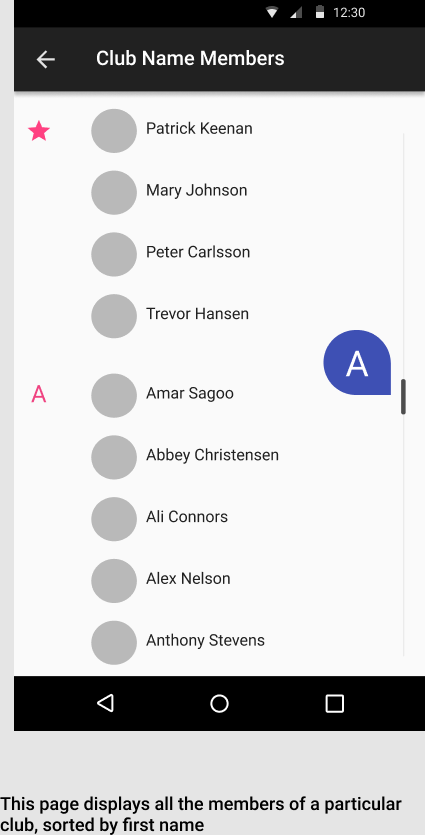 12:30
Club Name Members
Patrick Keenan
Mary Johnson
Peter Carlsson
Trevor Hansen
A
A
Amar Sagoo
Abbey Christensen
Ali Connors
Alex Nelson
Anthony Stevens
This page displays all the members of a particular
club, sorted by first name